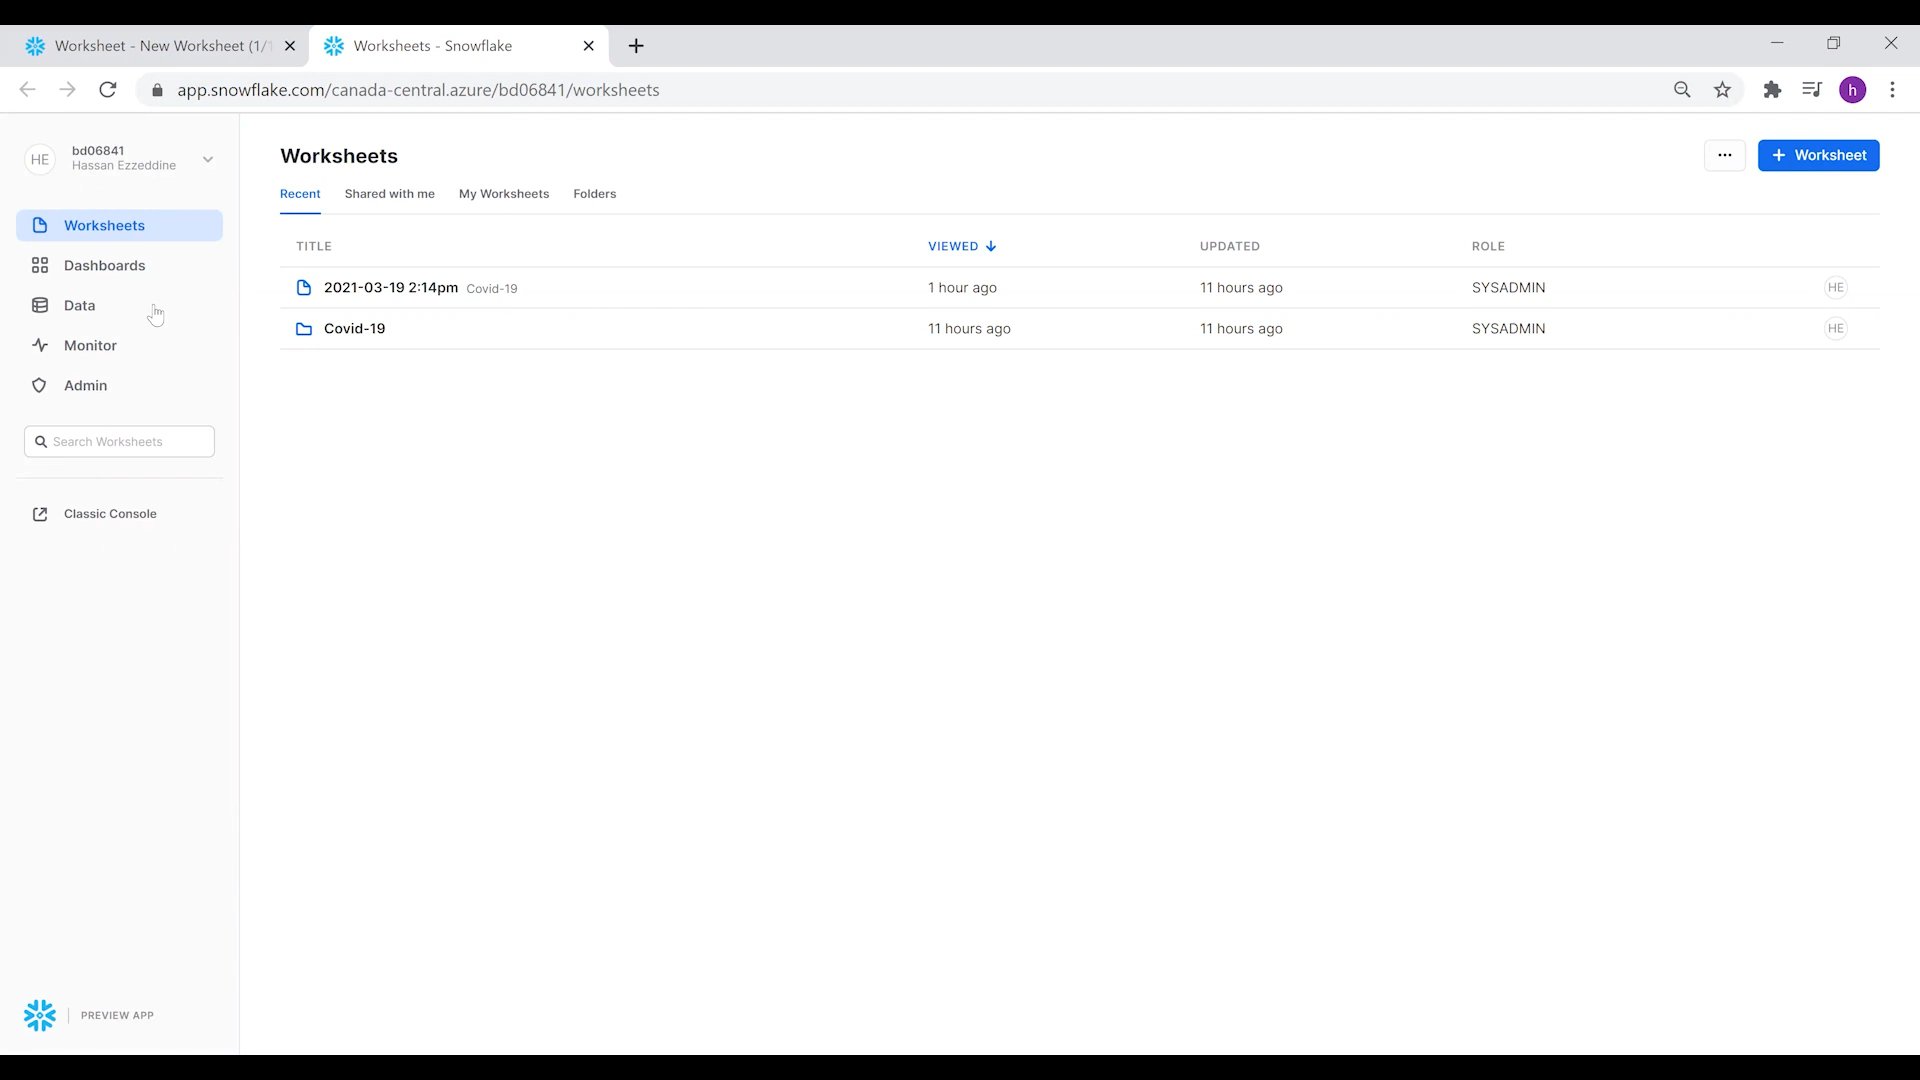 Worksheet - New Worksheet (1/
Worksheets - Snowflake
app.snowflake.com/canada-central.azure/bd06841/worksheets
h
HE
bd06841
Hassan Ezzeddine
Worksheets
Dashboards
Data
Monitor
Admin
Search Worksheets
Classic Console
PREVIEW APP
Worksheets
... + Worksheet
Recent Shared with me My Worksheets Folders
TITLE VIEWED UPDATED ROLE
2021-03-19 2:14pm Covid-19 1 hour ago 11 hours ago SYSADMIN HE
Covid-19 11 hours ago 11 hours ago SYSADMIN HE